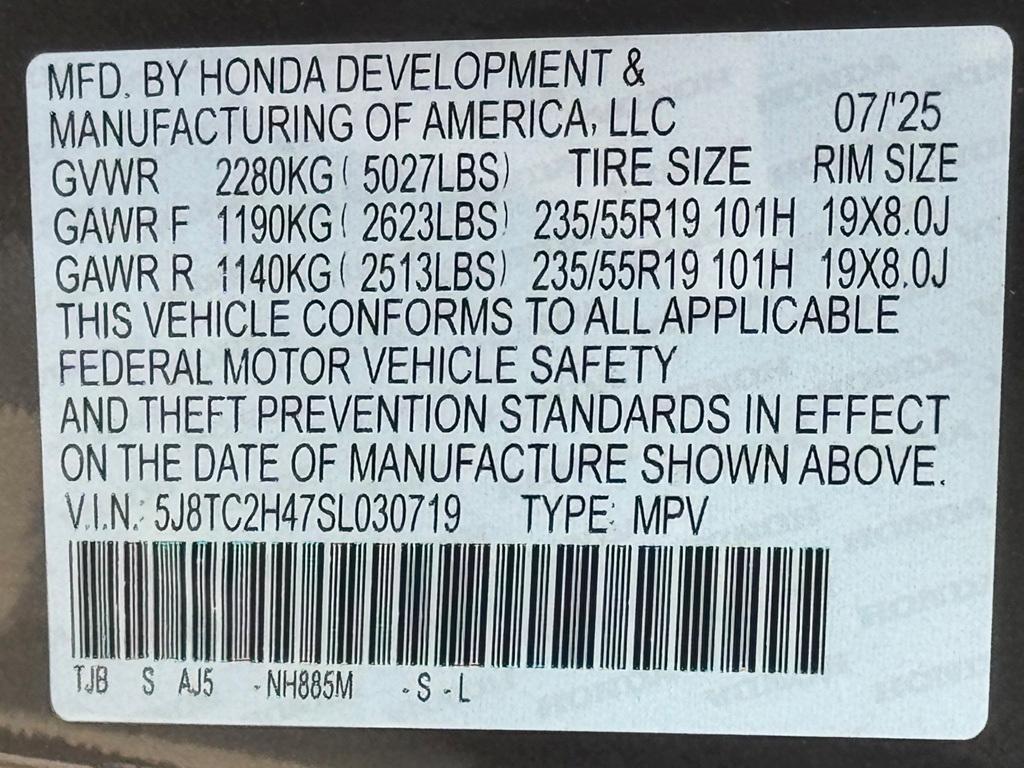 MFD. BY HONDA DEVELOPMENT &
MANUFACTURING OF AMERICA, LLC 07/'25
GVWR 2280KG ( 5027LBS) TIRE SIZE RIM SIZE
GAWR F 1190KG ( 2623LBS) 235/55R19 101H 19X8.0J
GAWR R 1140KG ( 2513LBS) 235/55R19 101H 19X8.0J
THIS VEHICLE CONFORMS TO ALL APPLICABLE
FEDERAL MOTOR VEHICLE SAFETY
AND THEFT PREVENTION STANDARDS IN EFFECT
ON THE DATE OF MANUFACTURE SHOWN ABOVE.
V.I.N.: 5J8TC2H47SL030719 TYPE: MPV
TJB S AJ5 -NH885M -S-L